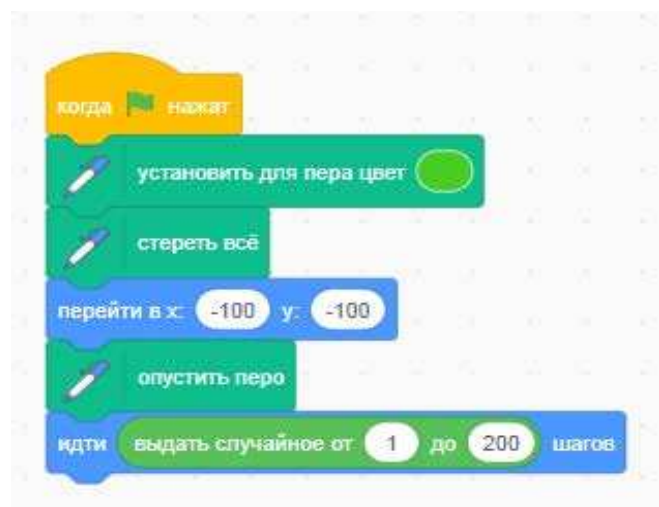 когда нажат
установить для пера цвет
стереть всё
перейти в x: -100 y: -100
опустить перо
идти выдать случайное от 1 до 200 шагов